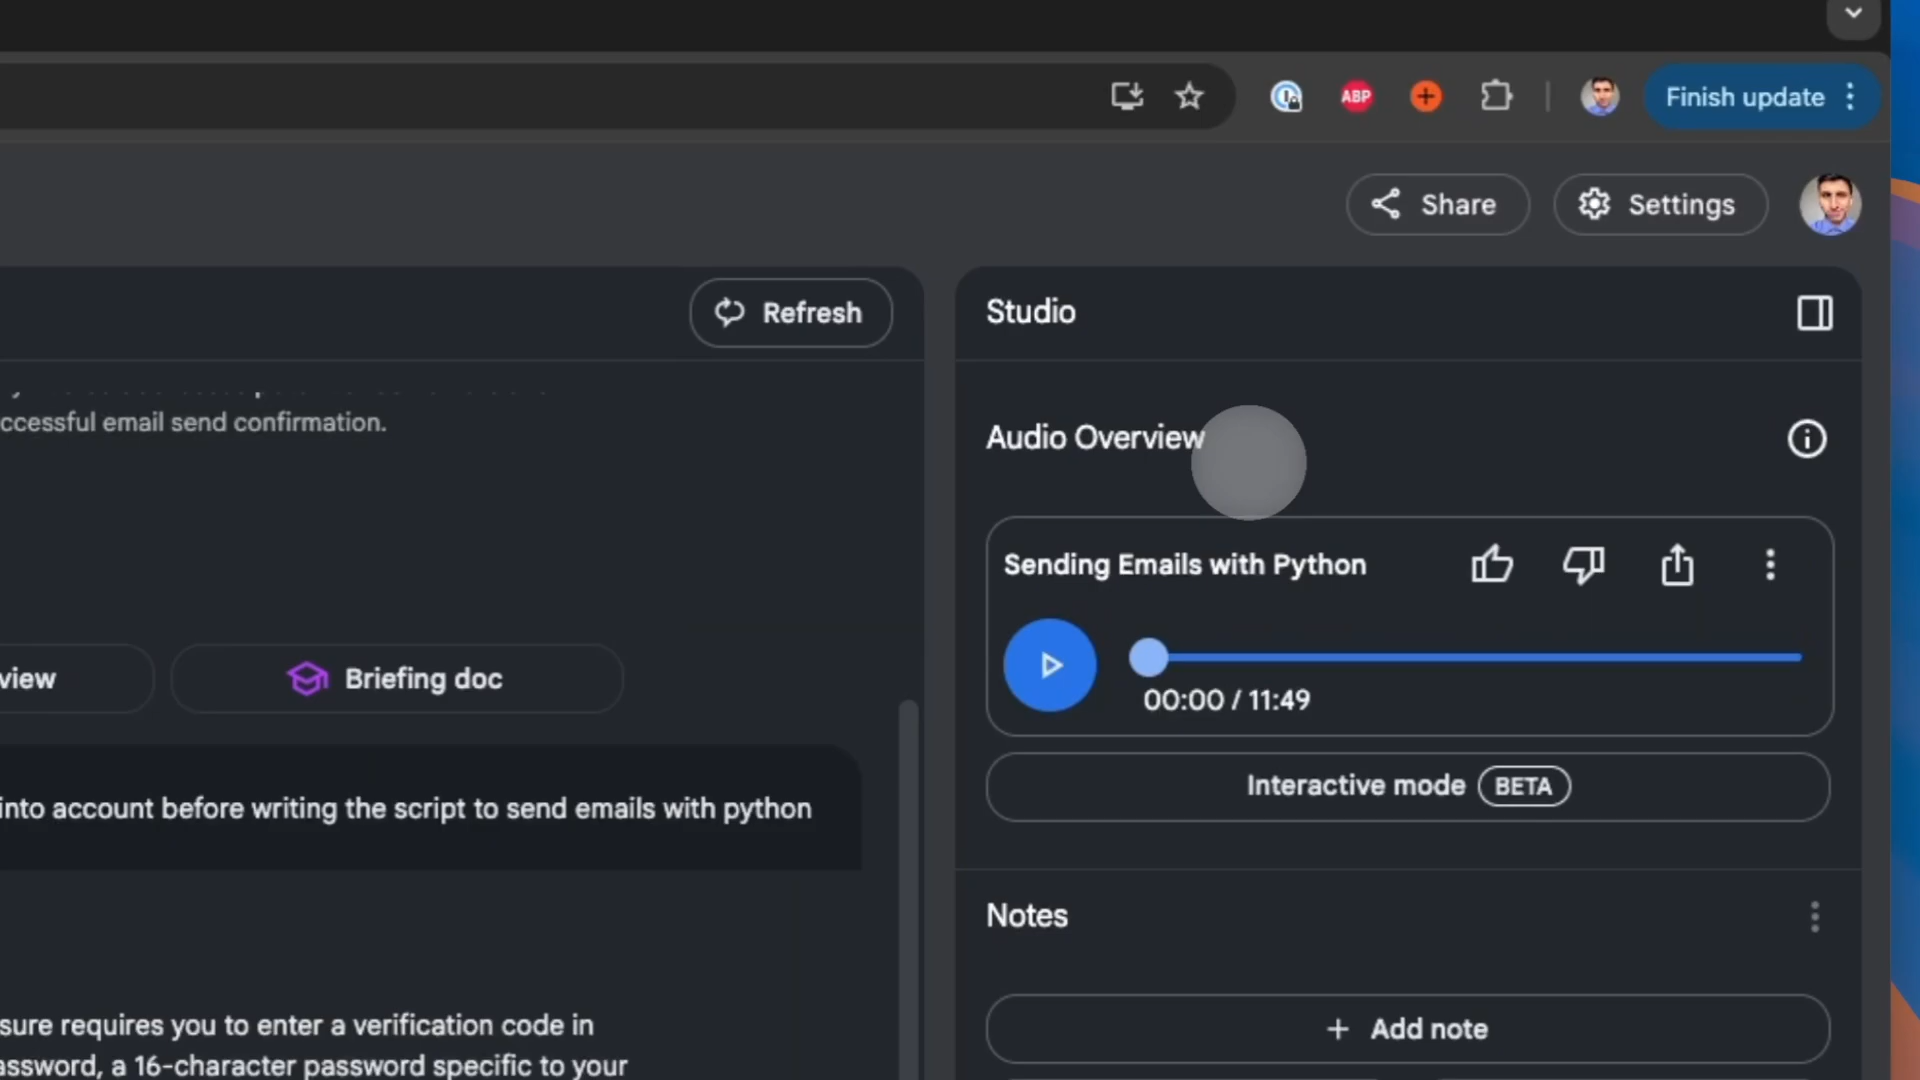 ABP
Finish update
Share
Settings
Refresh
Studio
ccessful email send confirmation.
Audio Overview
Sending Emails with Python
00:00 / 11:49
view
Briefing doc
Interactive mode BETA
into account before writing the script to send emails with python
Notes
sure requires you to enter a verification code in
assword, a 16-character password specific to your
+ Add note